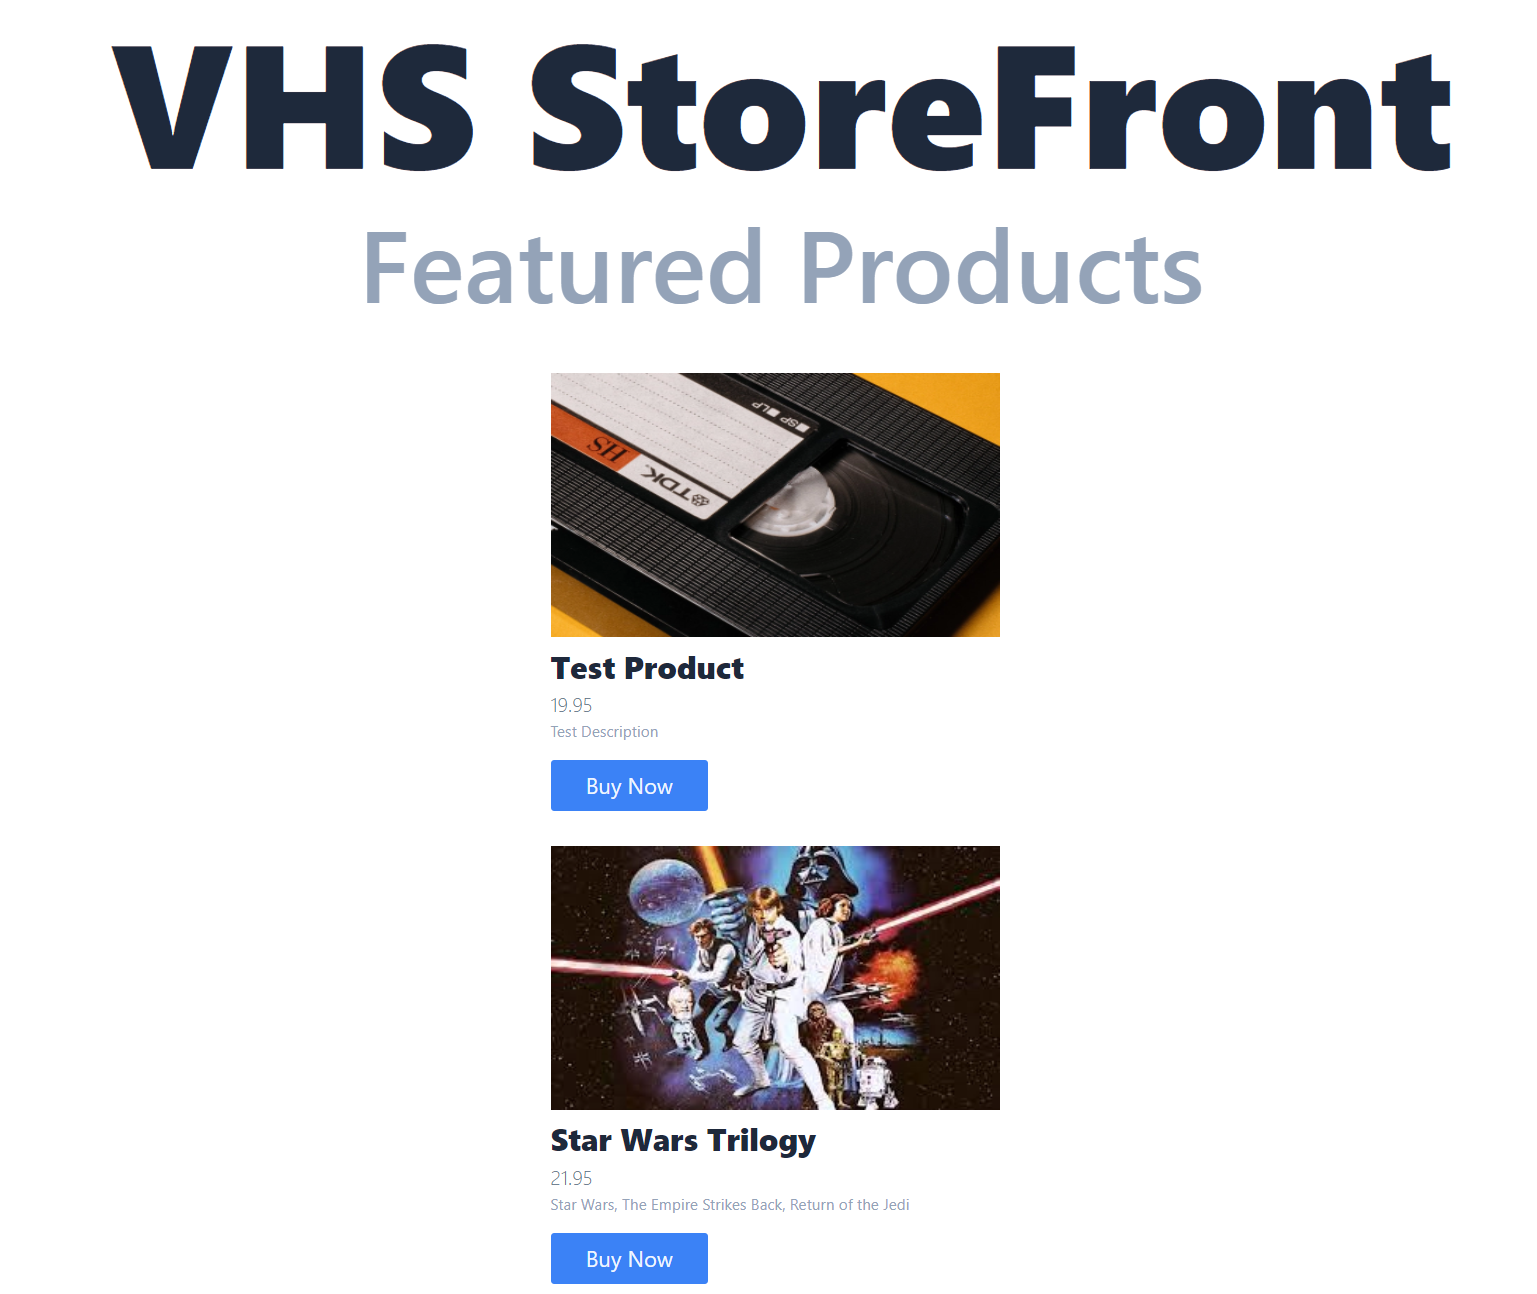 VHS StoreFront
Featured Products
SP LP
HS
TDK
Test Product
19.95
Test Description
Buy Now
Star Wars Trilogy
21.95
Star Wars, The Empire Strikes Back, Return of the Jedi
Buy Now